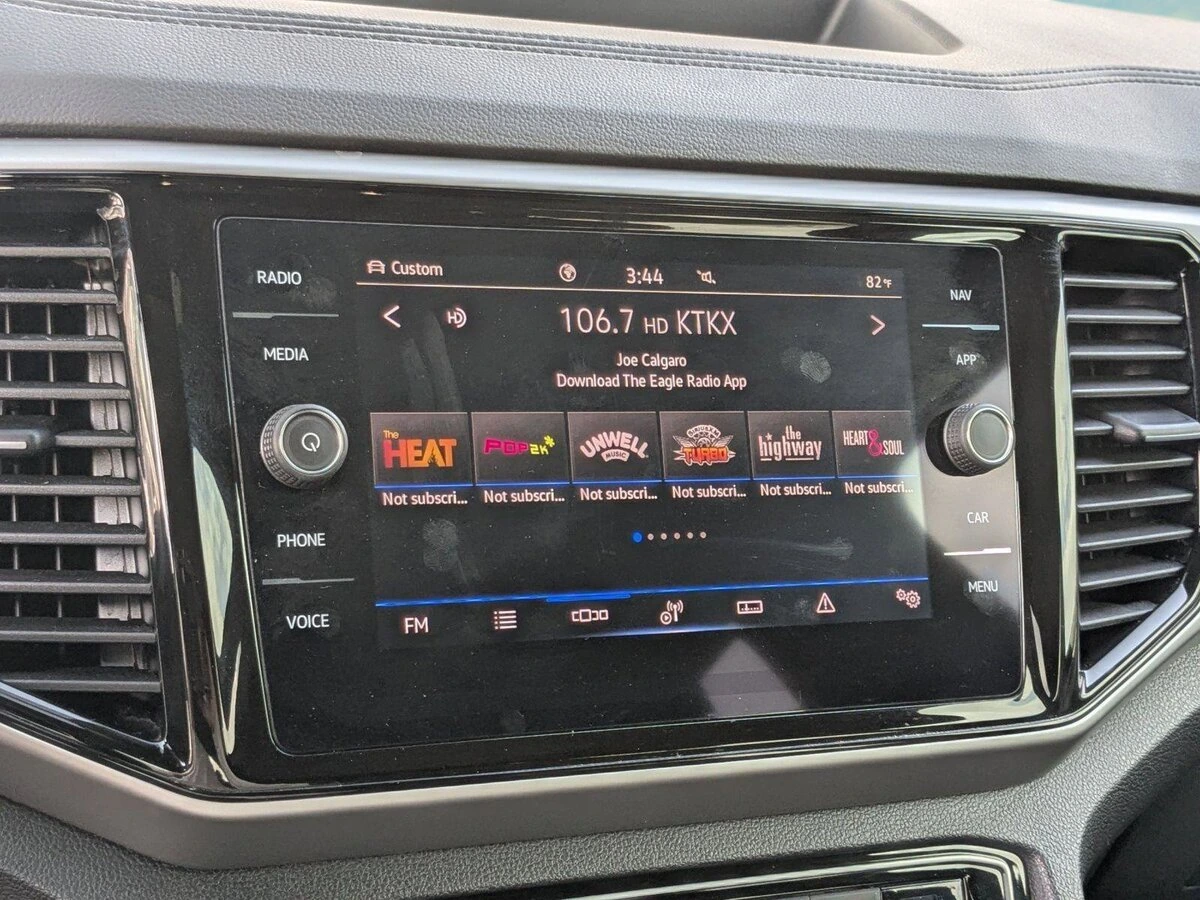 RADIO
MEDIA
PHONE
VOICE
Custom
3:44
82°F
HD
106.7 HD KTKX
Joe Calgaro
Download The Eagle Radio App
The HEAT
POP2K
UNWELL MUSIC
SIRIUSXM TURBO
the highway
HEART & SOUL
Not subscri...
Not subscri...
Not subscri...
Not subscri...
Not subscri...
Not subscri...
FM
NAV
APP
CAR
MENU